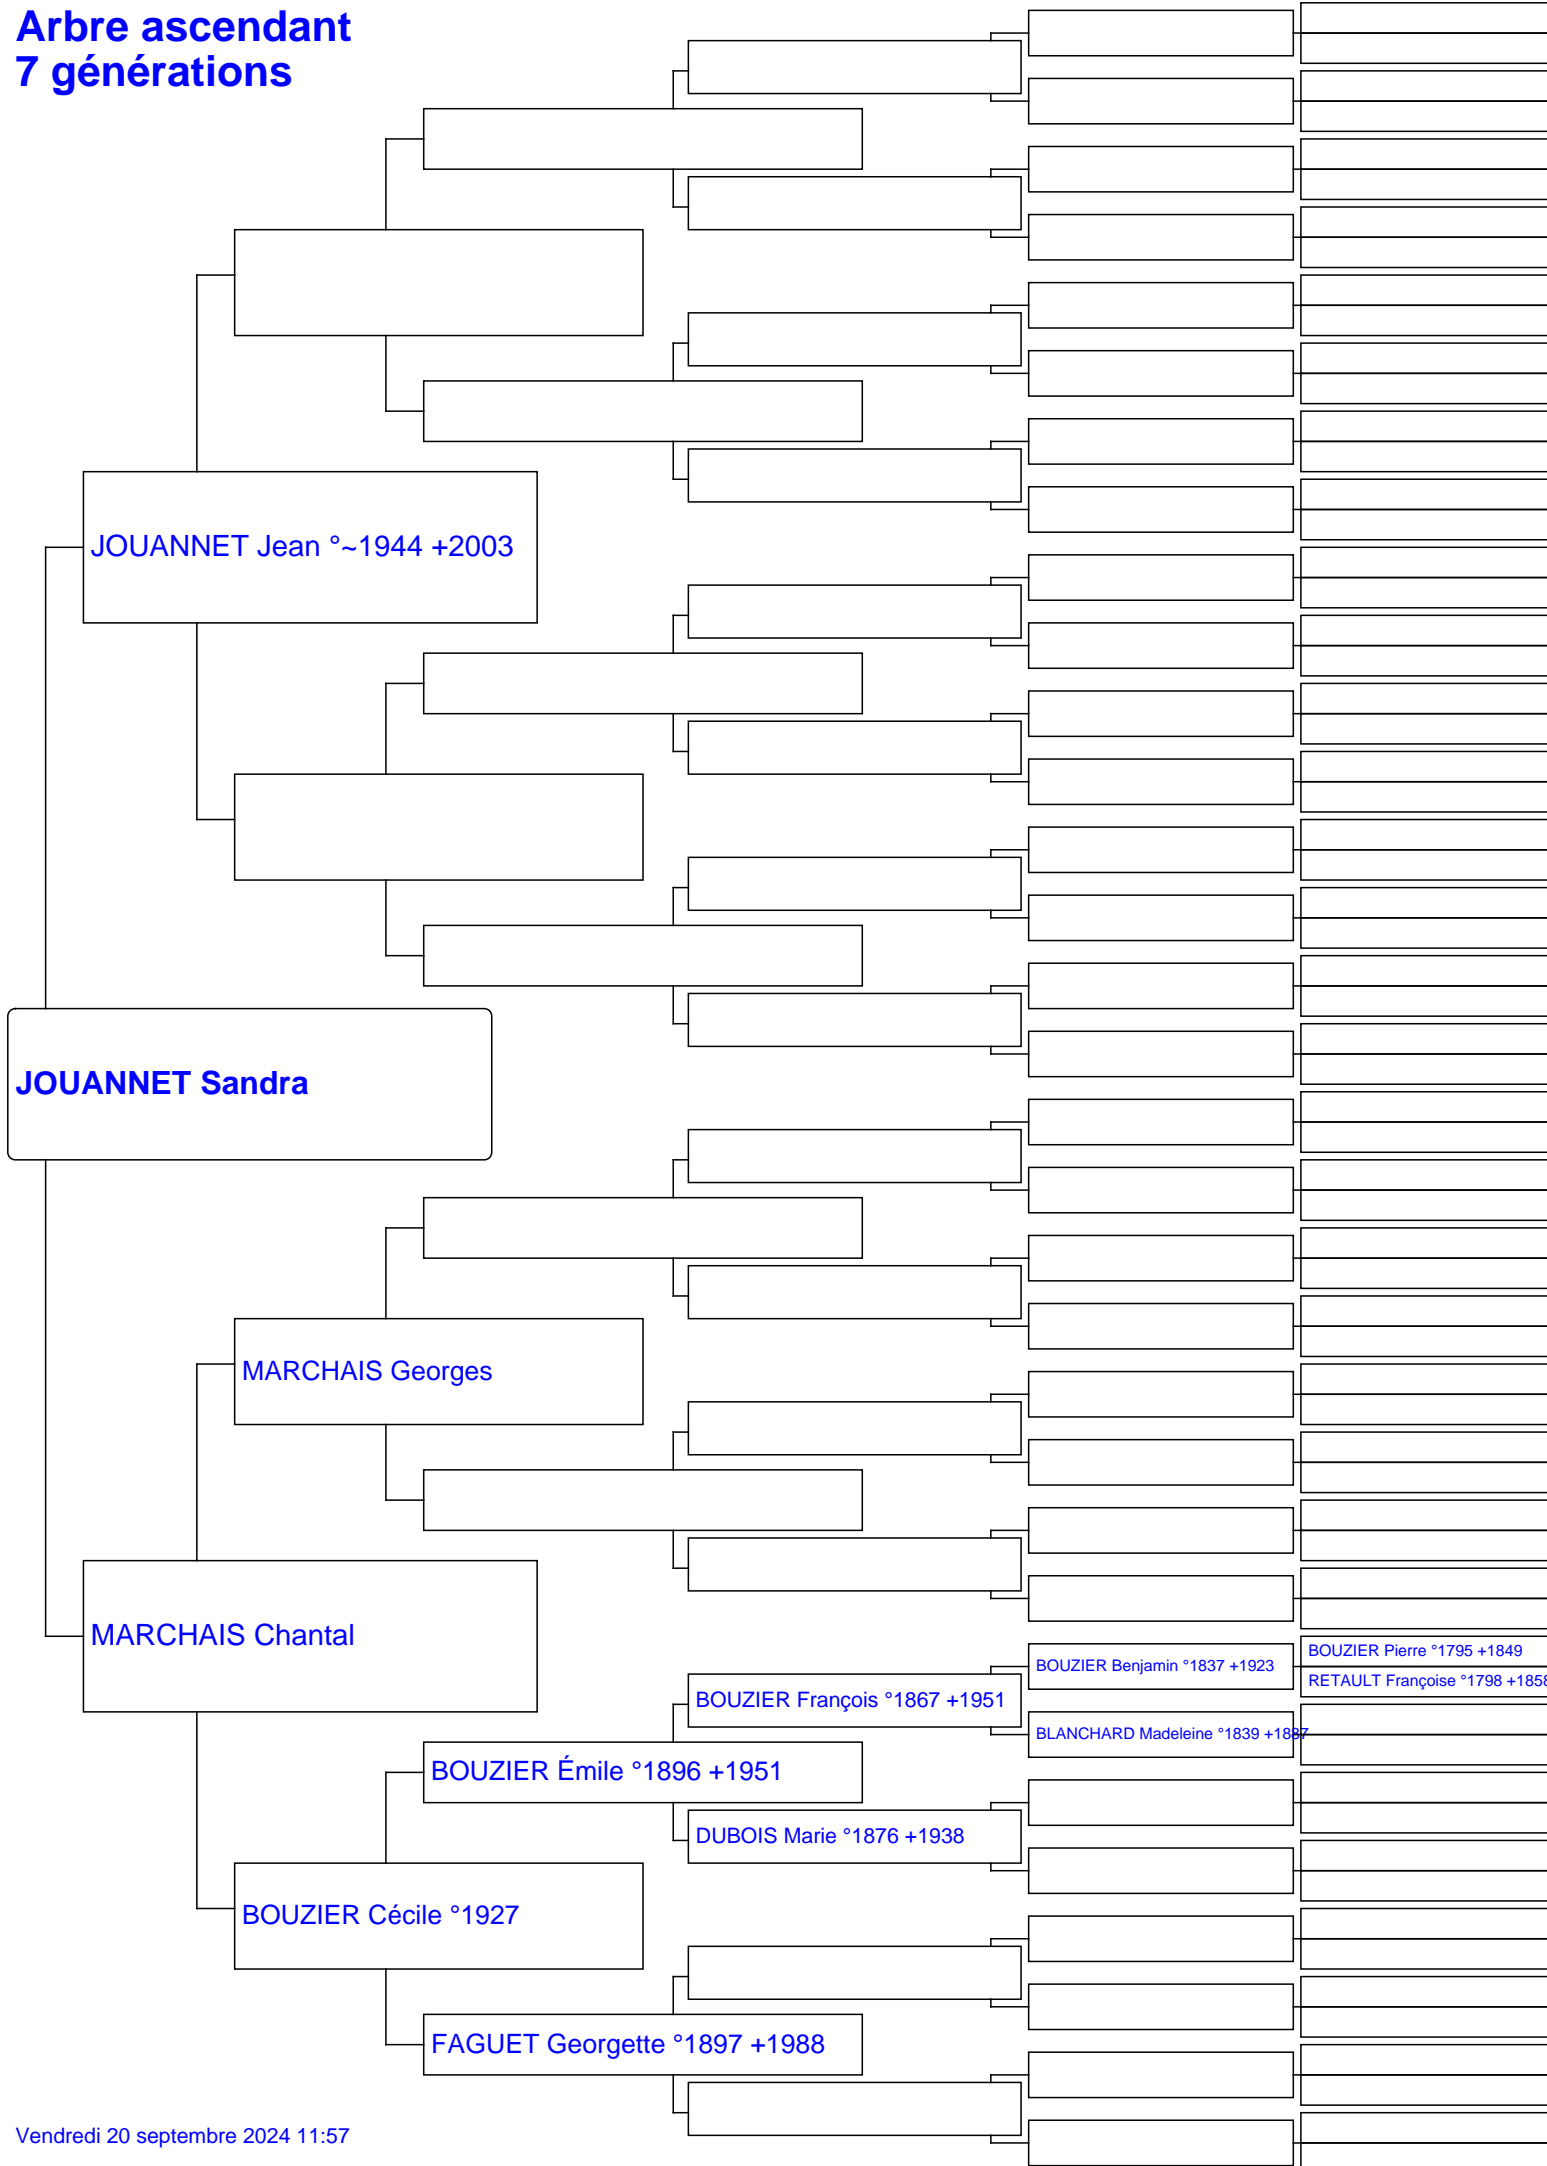 Arbre ascendant
7 générations
JOUANNET Jean °~1944 +2003
JOUANNET Sandra
MARCHAIS Georges
MARCHAIS Chantal
BOUZIER Pierre °1795 +1849
BOUZIER Benjamin °1837 +1923
RETAULT Françoise °1798 +1858
BOUZIER François °1867 +1951
BLANCHARD Madeleine °1839 +1887
BOUZIER Émile °1896 +1951
DUBOIS Marie °1876 +1938
BOUZIER Cécile °1927
FAGUET Georgette °1897 +1988
Vendredi 20 septembre 2024 11:57